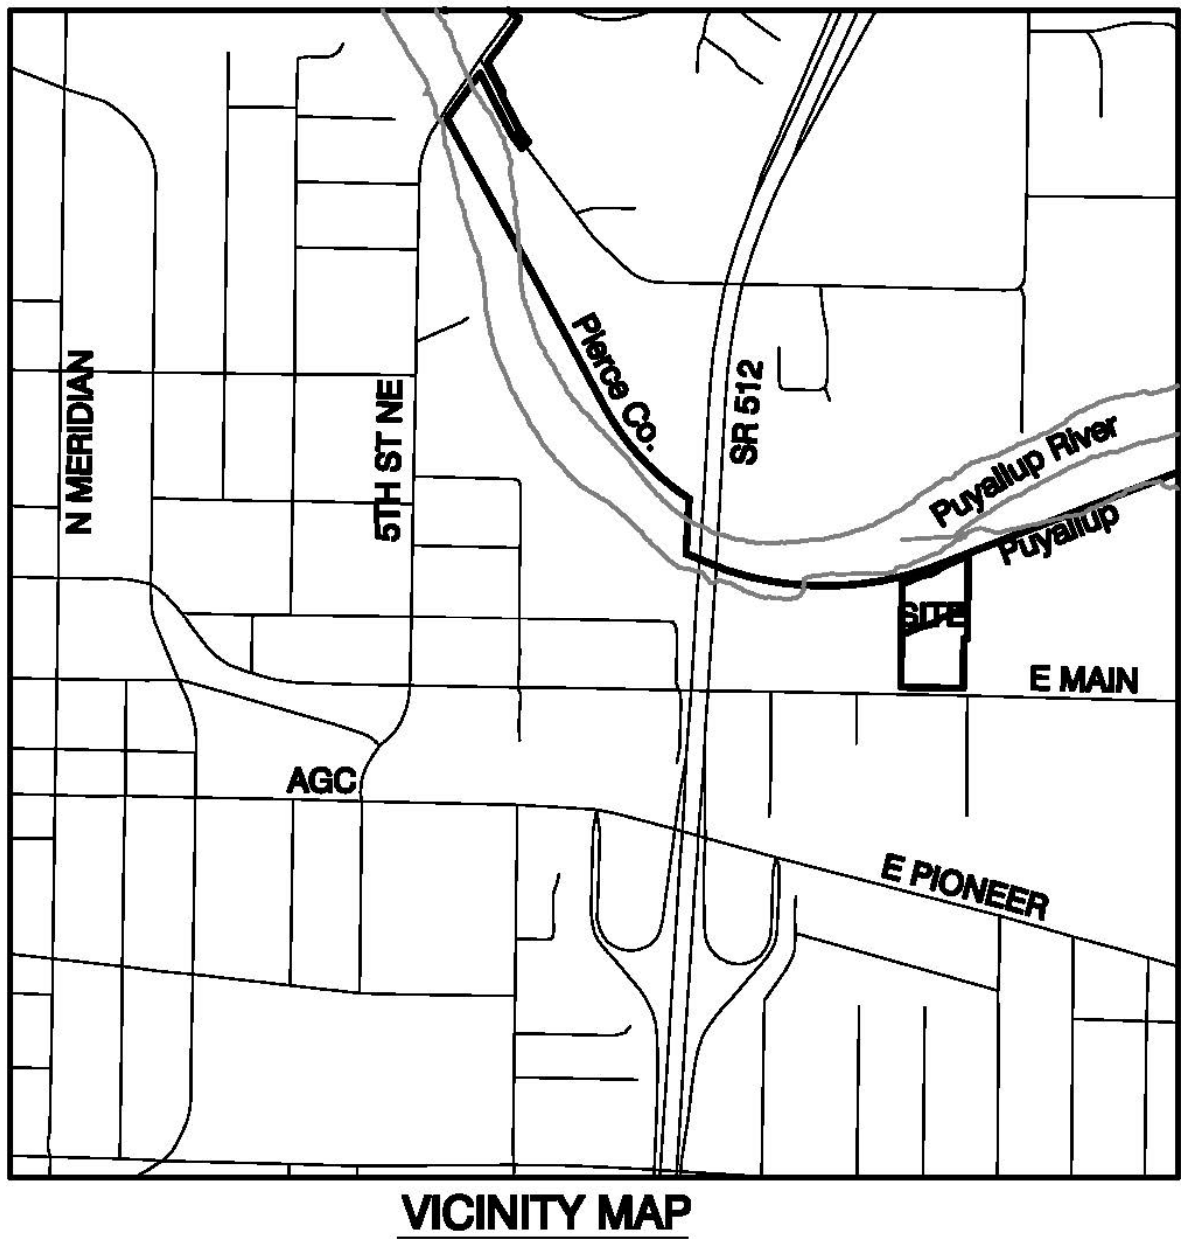 Pierce Co.
N MERIDIAN
5TH ST NE
SR 512
Puyallup River
Puyallup
SITE
E MAIN
AGC
E PIONEER
VICINITY MAP